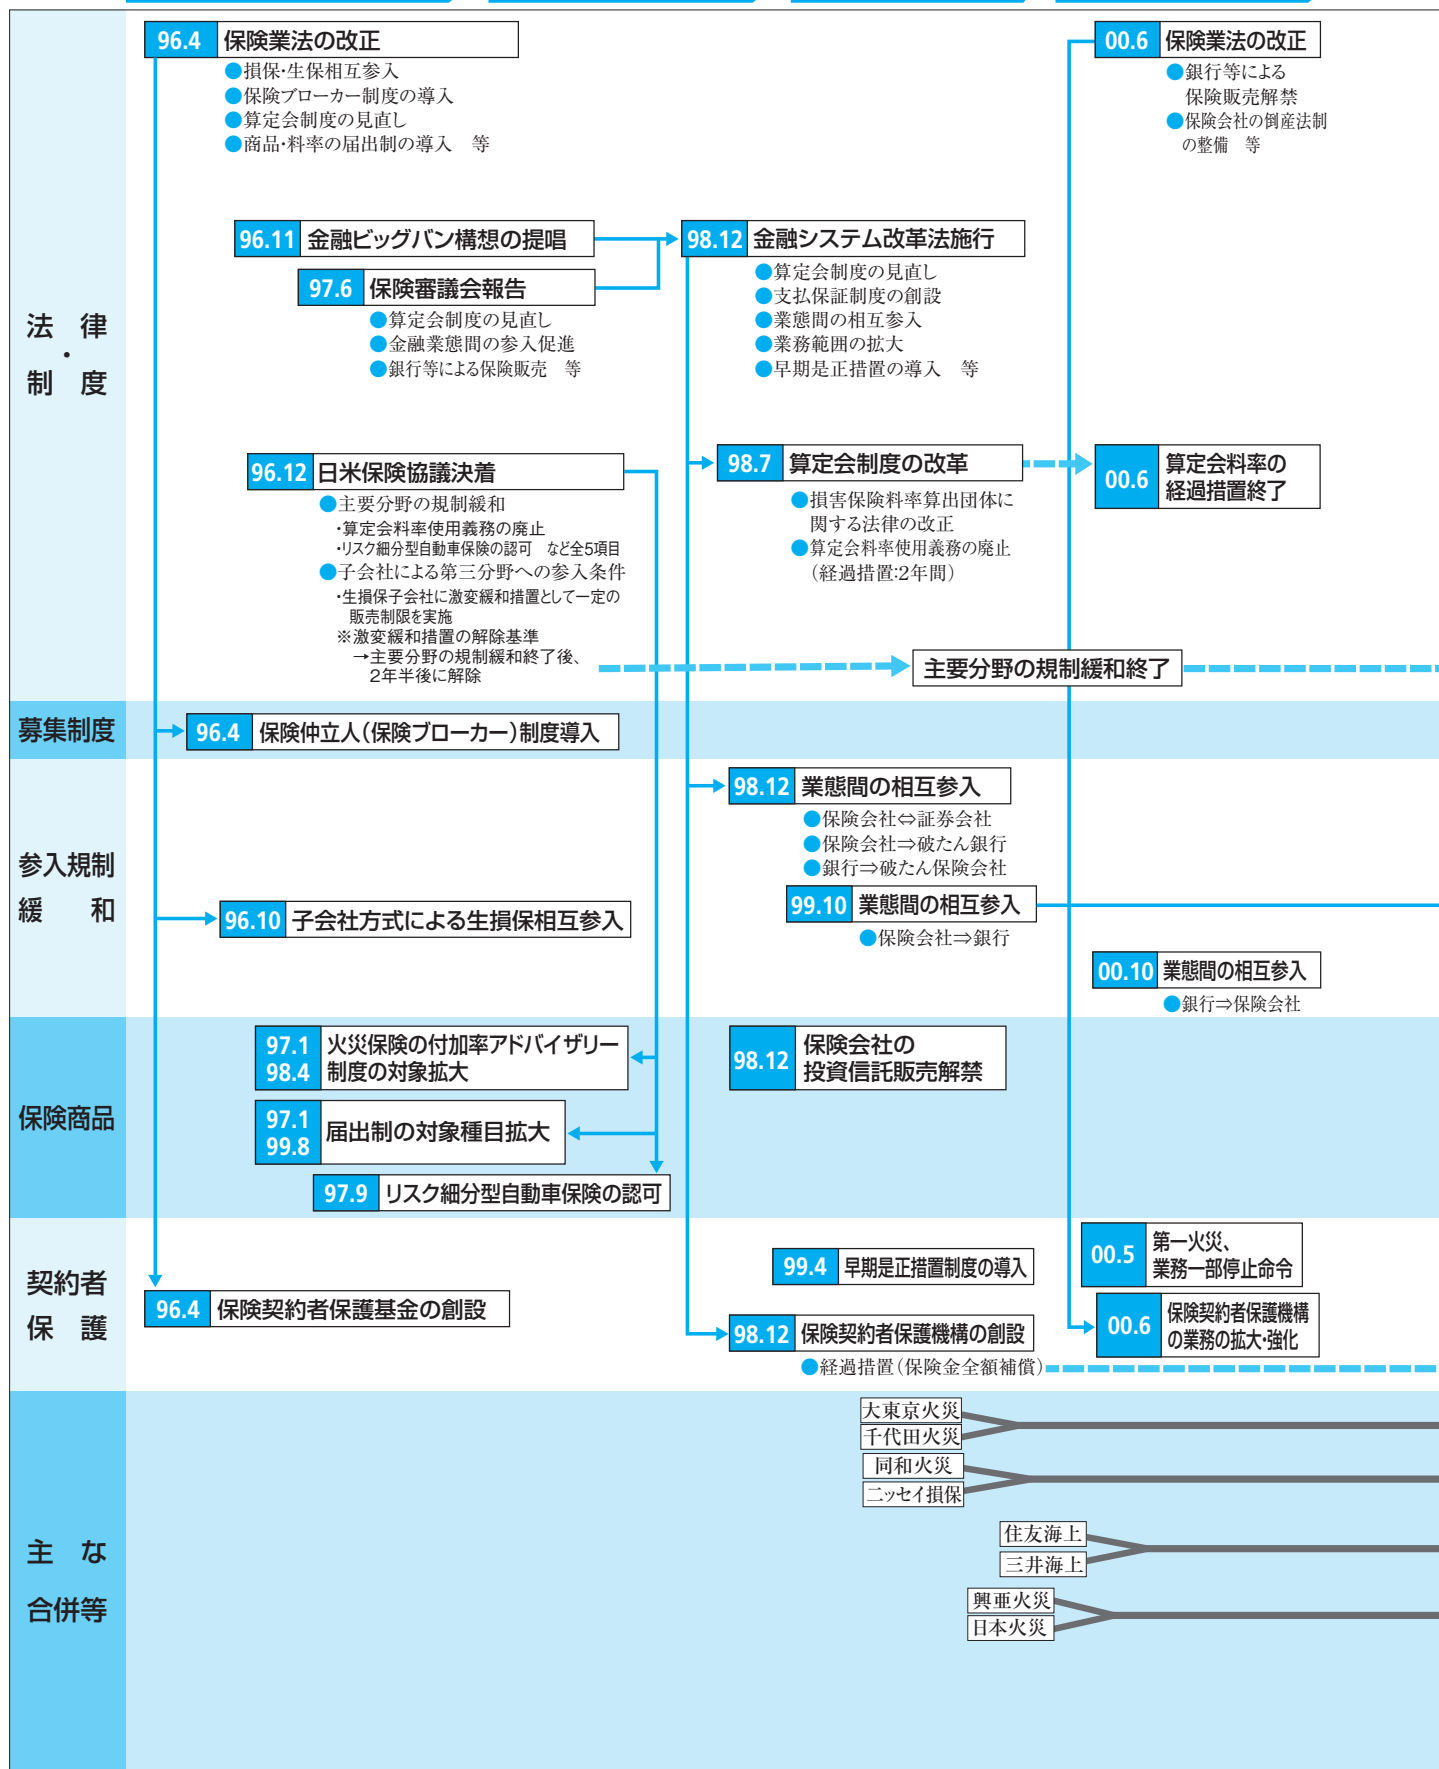 法律・制度
96.4 保険業法の改正
●損保・生保相互参入
●保険ブローカー制度の導入
●算定会制度の見直し
●商品・料率の届出制の導入　等
00.6 保険業法の改正
●銀行等による
保険販売解禁
●保険会社の倒産法制
の整備　等
96.11 金融ビッグバン構想の提唱
97.6 保険審議会報告
●算定会制度の見直し
●金融業態間の参入促進
●銀行等による保険販売　等
98.12 金融システム改革法施行
●算定会制度の見直し
●支払保証制度の創設
●業態間の相互参入
●業務範囲の拡大
●早期是正措置の導入　等
96.12 日米保険協議決着
●主要分野の規制緩和
・算定会料率使用義務の廃止
・リスク細分型自動車保険の認可　など全5項目
●子会社による第三分野への参入条件
・生損保子会社に激変緩和措置として一定の
販売制限を実施
※激変緩和措置の解除基準
→主要分野の規制緩和終了後、
2年半後に解除
98.7 算定会制度の改革
●損害保険料率算出団体に
関する法律の改正
●算定会料率使用義務の廃止
（経過措置:2年間）
00.6 算定会料率の
経過措置終了
主要分野の規制緩和終了
募集制度
96.4 保険仲立人（保険ブローカー）制度導入
参入規制
緩　和
98.12 業態間の相互参入
●保険会社⇔証券会社
●保険会社⇒破たん銀行
●銀行⇒破たん保険会社
96.10 子会社方式による生損保相互参入
99.10 業態間の相互参入
●保険会社⇒銀行
00.10 業態間の相互参入
●銀行⇒保険会社
保険商品
97.1 火災保険の付加率アドバイザリー
98.4 制度の対象拡大
98.12 保険会社の
投資信託販売解禁
97.1
99.8 届出制の対象種目拡大
97.9 リスク細分型自動車保険の認可
契約者
保　護
96.4 保険契約者保護基金の創設
99.4 早期是正措置制度の導入
98.12 保険契約者保護機構の創設
●経過措置（保険金全額補償）
00.5 第一火災、
業務一部停止命令
00.6 保険契約者保護機構
の業務の拡大・強化
主　な
合併等
大東京火災
千代田火災
同和火災
ニッセイ損保
住友海上
三井海上
興亜火災
日本火災